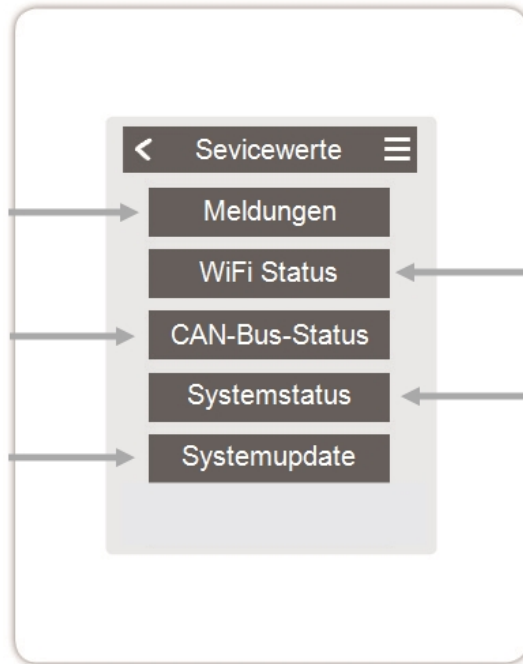 Sevicewerte
Meldungen
WiFi Status
CAN-Bus-Status
Systemstatus
Systemupdate